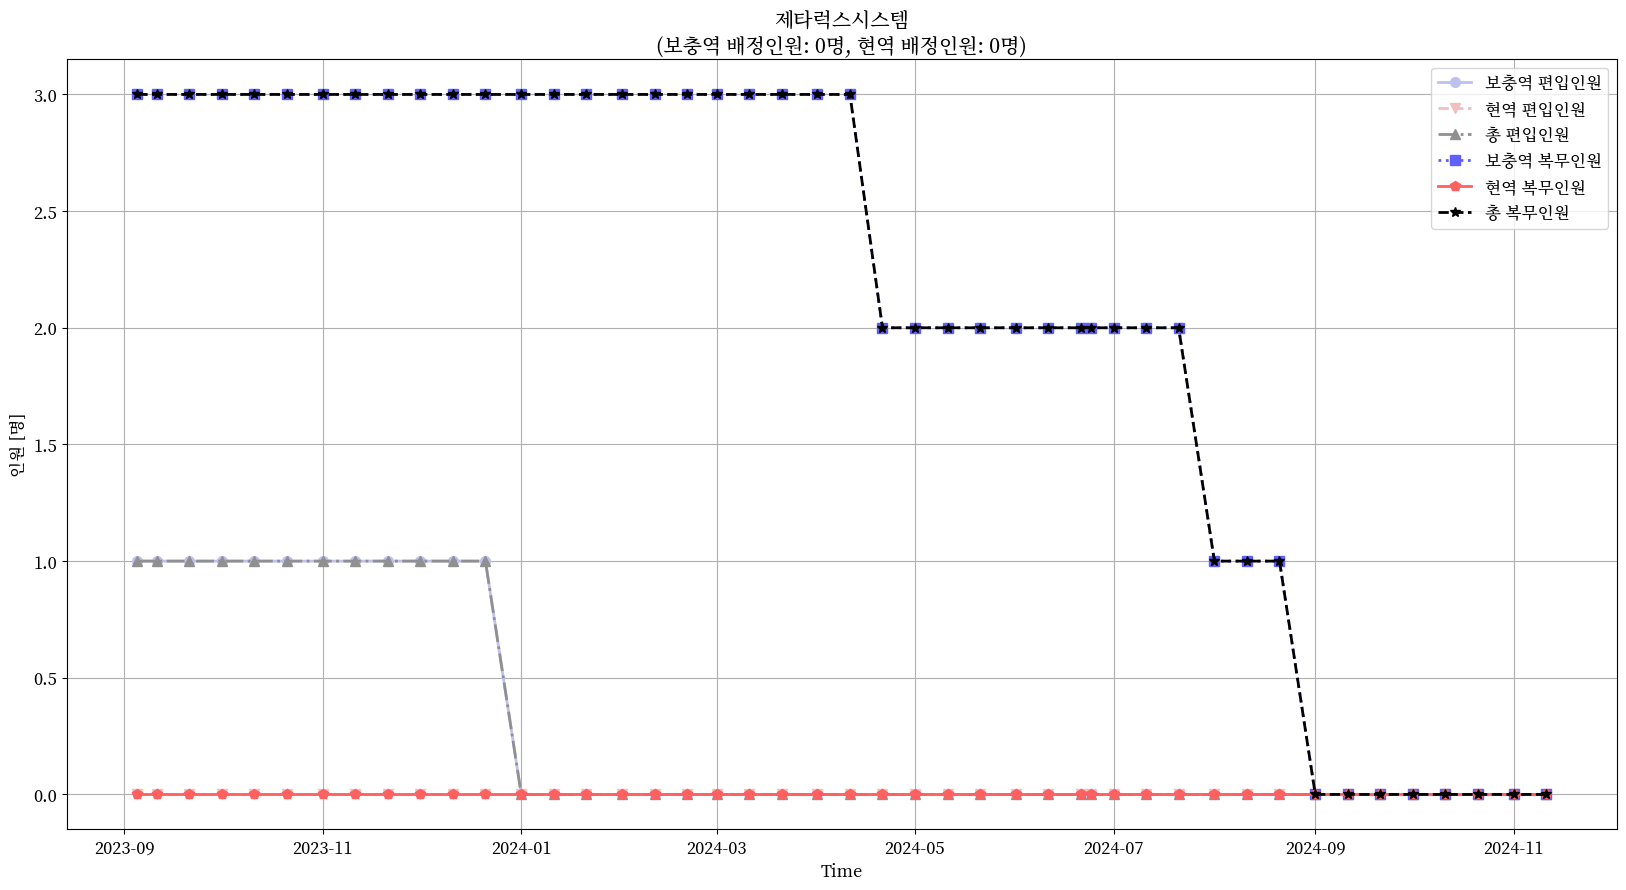 제타럭스시스템
(보충역 배정인원: 0명, 현역 배정인원: 0명)
3.0
2.5
2.0
1.5
1.0
0.5
0.0
인원 [명]
보충역 편입인원
현역 편입인원
총 편입인원
보충역 복무인원
현역 복무인원
총 복무인원
2023-09
2023-11
2024-01
2024-03
2024-05
2024-07
2024-09
2024-11
Time